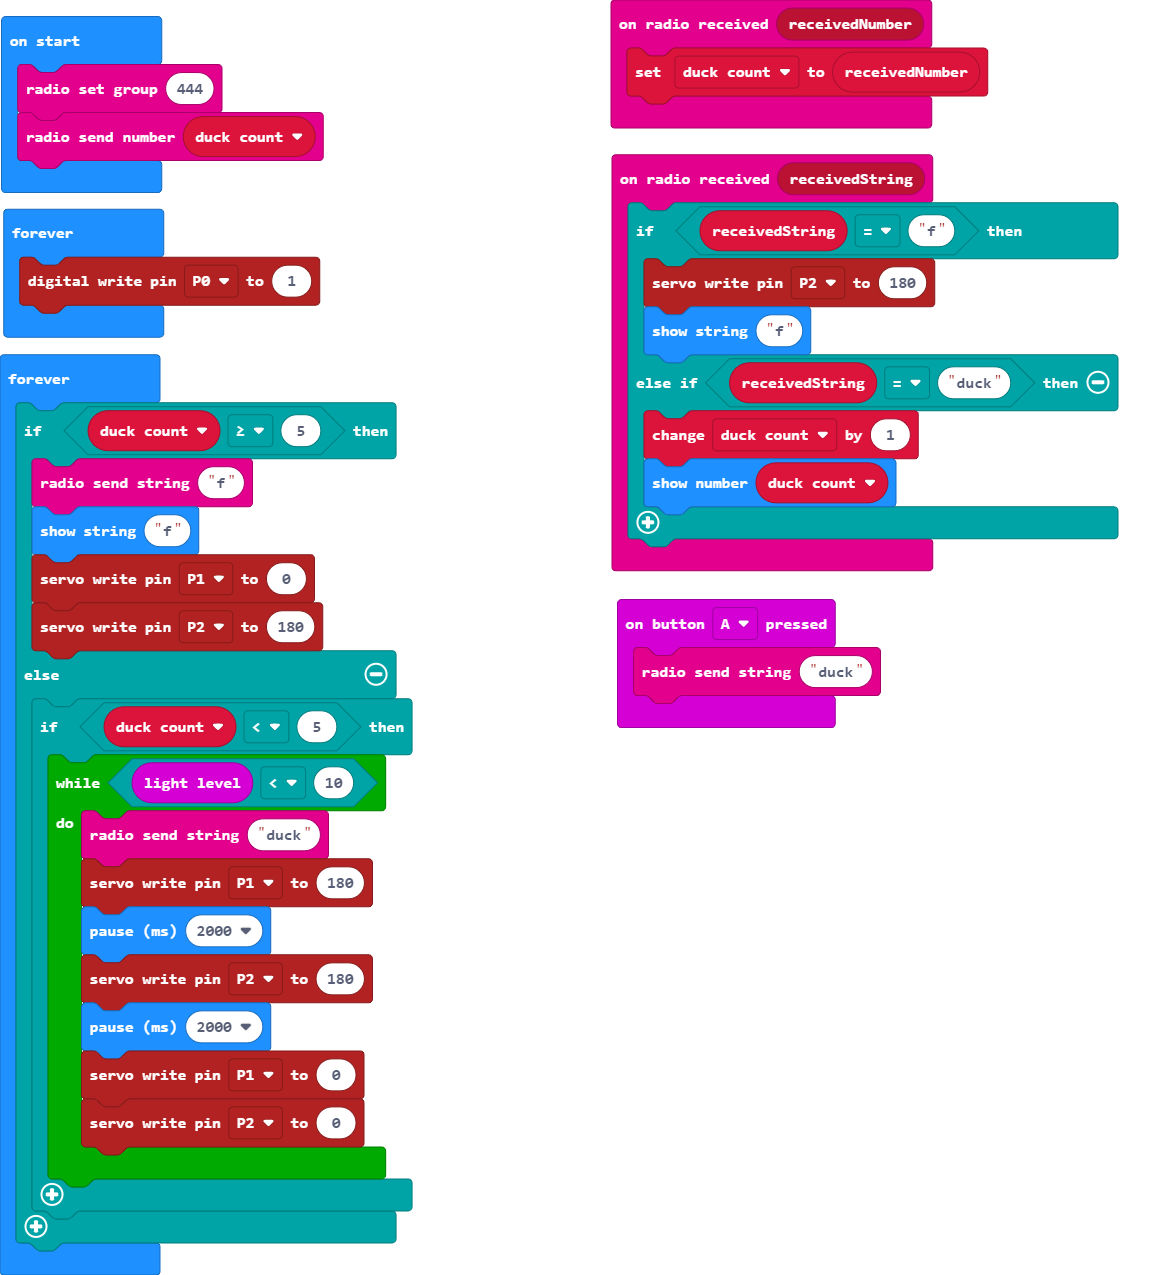 on start
radio set group 444
radio send number duck count
forever
digital write pin P0 to 1
forever
if duck count ≥ 5 then
radio send string "f"
show string "f"
servo write pin P1 to 0
servo write pin P2 to 180
else
if duck count < 5 then
while light level < 10
do
radio send string "duck"
servo write pin P1 to 180
pause (ms) 2000
servo write pin P2 to 180
pause (ms) 2000
servo write pin P1 to 0
servo write pin P2 to 0
on radio received receivedNumber
set duck count to receivedNumber
on radio received receivedString
if receivedString = "f" then
servo write pin P2 to 180
show string "f"
else if receivedString = "duck" then
change duck count by 1
show number duck count
on button A pressed
radio send string "duck"